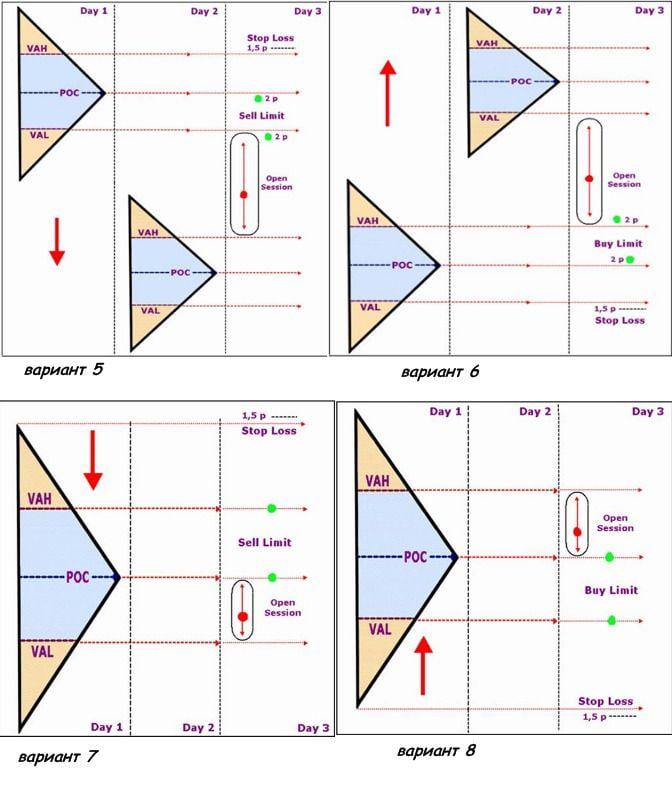 Day 1
Day 2
Day 3
Stop Loss
1,5 p
VAH
POC
2 p
Sell Limit
VAL
2 p
Open
Session
VAH
POC
VAL
вариант 5
Day 1
Day 2
Day 3
VAH
POC
VAL
Open
Session
VAH
2 p
Buy Limit
POC
2 p
VAL
1,5 p
Stop Loss
вариант 6
1,5 p
Stop Loss
VAH
Sell Limit
POC
Open
Session
VAL
Day 1
Day 2
Day 3
вариант 7
Day 1
Day 2
Day 3
VAH
Open
Session
POC
Buy Limit
VAL
Stop Loss
1,5 p
вариант 8